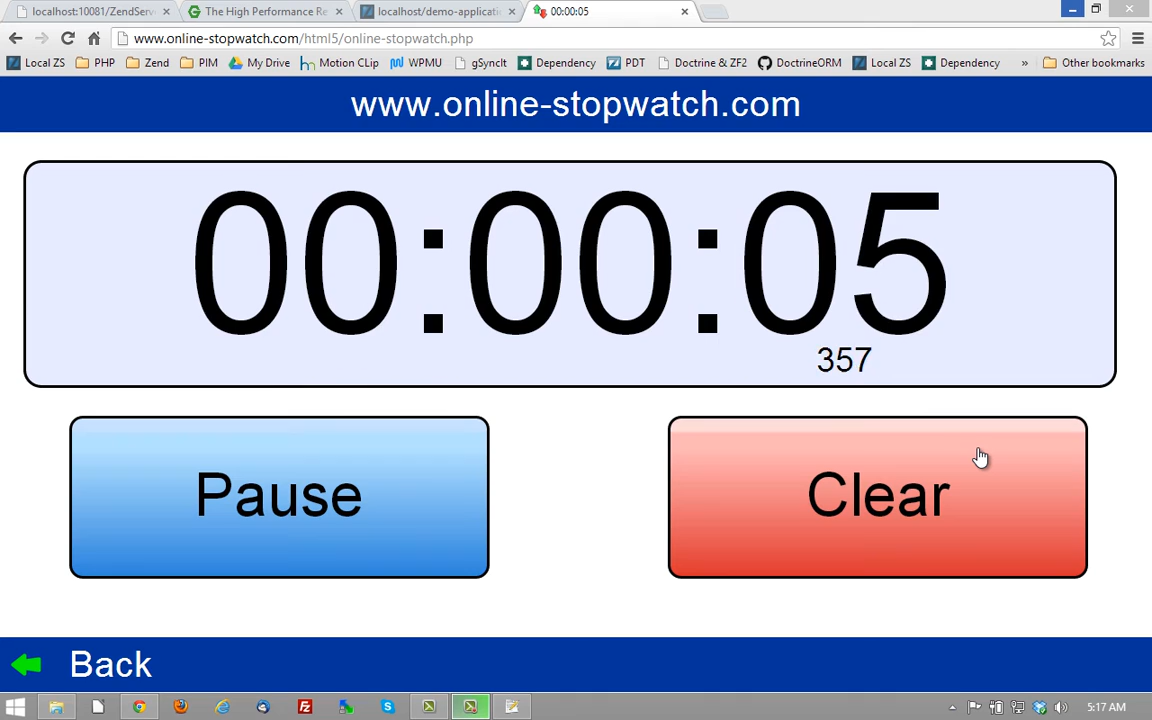 localhost:10081/ZendServ
The High Performance Re
localhost/demo-applicati
00:00:05
www.online-stopwatch.com/html5/online-stopwatch.php
Local ZS PHP Zend PIM My Drive Motion CLip WPMU gSyncIt Dependency PDT Doctrine & ZF2 DoctrineORM Local ZS Dependency » Other bookmarks
www.online-stopwatch.com
00:00:05
357
Pause Clear
Back
5:17 AM